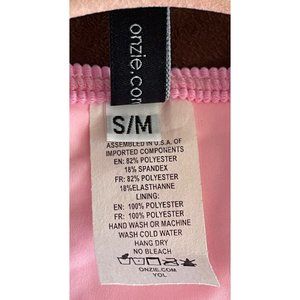 onzie.com
S/M
ASSEMBLED IN U.S.A. OF
IMPORTED COMPONENTS
EN: 82% POLYESTER
18% SPANDEX
FR: 82% POLYESTER
18%ELASTHANNE
LINING:
EN: 100% POLYESTER
FR: 100% POLYESTER
HAND WASH OR MACHINE
WASH COLD WATER
HANG DRY
NO BLEACH
ONZIE.COM
YOL